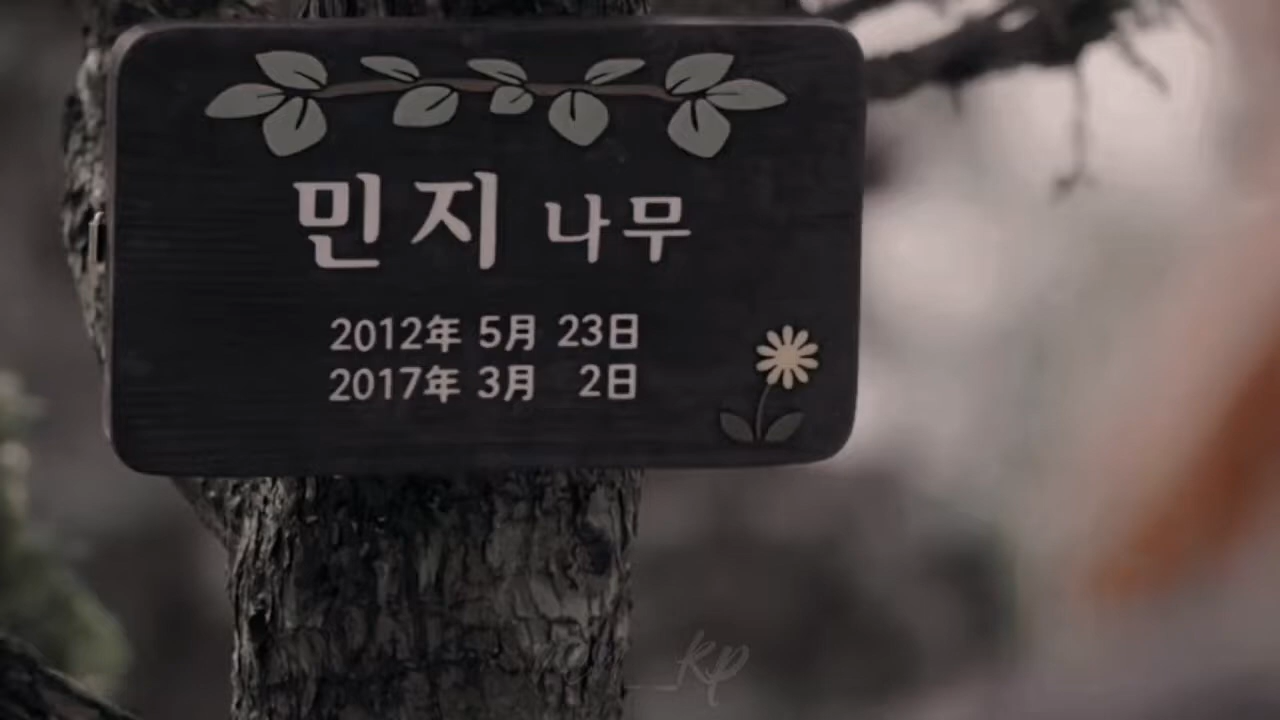 민지 나무
2012年 5月 23日
2017年 3月 2日
kp